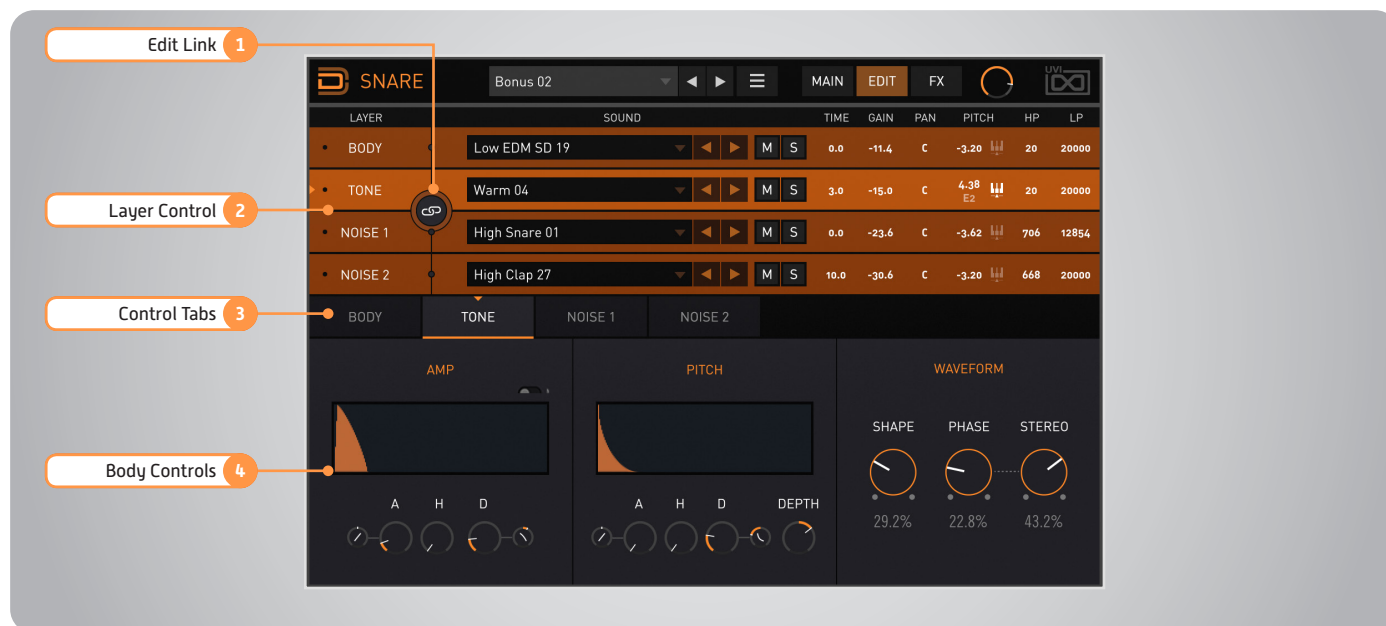 Edit Link 1
SNARE Bonus 02 MAIN EDIT FX UVI
LAYER SOUND TIME GAIN PAN PITCH HP LP
BODY Low EDM SD 19 M S 0.0 -11.4 C -3.20 20 20000
TONE Warm 04 M S 3.0 -15.0 C 4.38 20 20000
E2
Layer Control 2
NOISE 1 High Snare 01 M S 0.0 -23.6 C -3.62 706 12854
NOISE 2 High Clap 27 M S 10.0 -30.6 C -3.20 668 20000
Control Tabs 3
BODY TONE NOISE 1 NOISE 2
AMP PITCH WAVEFORM
SHAPE PHASE STEREO
Body Controls 4
A H D A H D DEPTH
29.2% 22.8% 43.2%